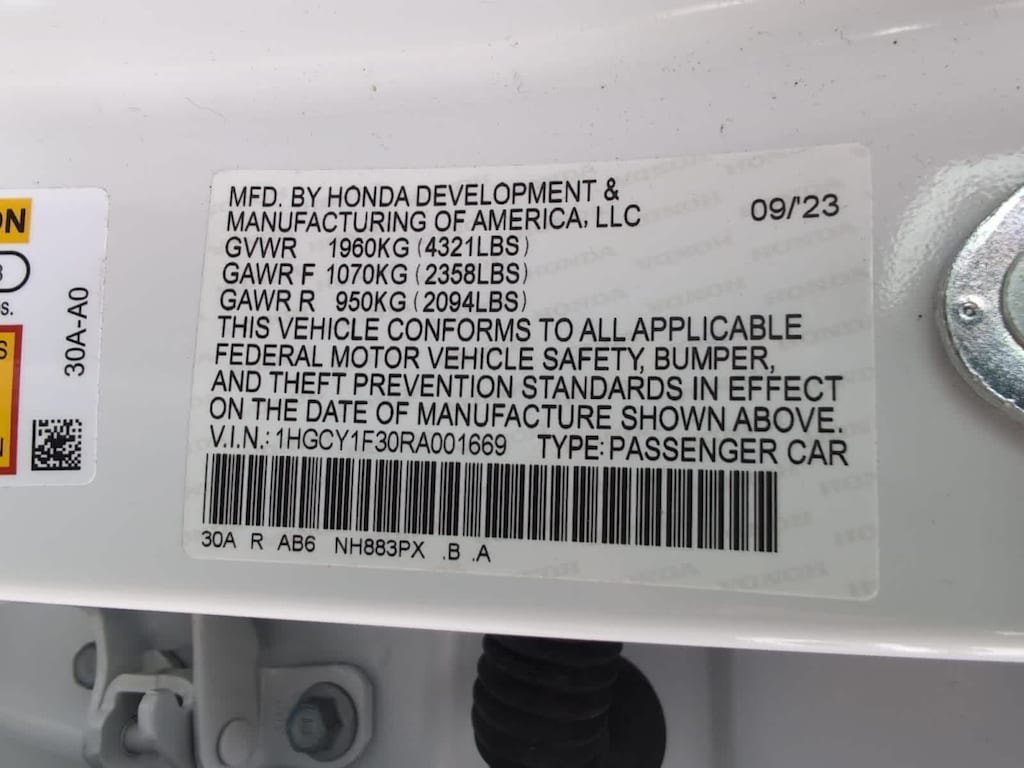 MFD. BY HONDA DEVELOPMENT &
MANUFACTURING OF AMERICA, LLC
09/'23
GVWR 1960KG (4321LBS)
GAWR F 1070KG (2358LBS)
GAWR R 950KG (2094LBS)
THIS VEHICLE CONFORMS TO ALL APPLICABLE
FEDERAL MOTOR VEHICLE SAFETY, BUMPER,
AND THEFT PREVENTION STANDARDS IN EFFECT
ON THE DATE OF MANUFACTURE SHOWN ABOVE.
V.I.N.: 1HGCY1F30RA001669 TYPE: PASSENGER CAR
30A R AB6 NH883PX .B .A
30A-A0